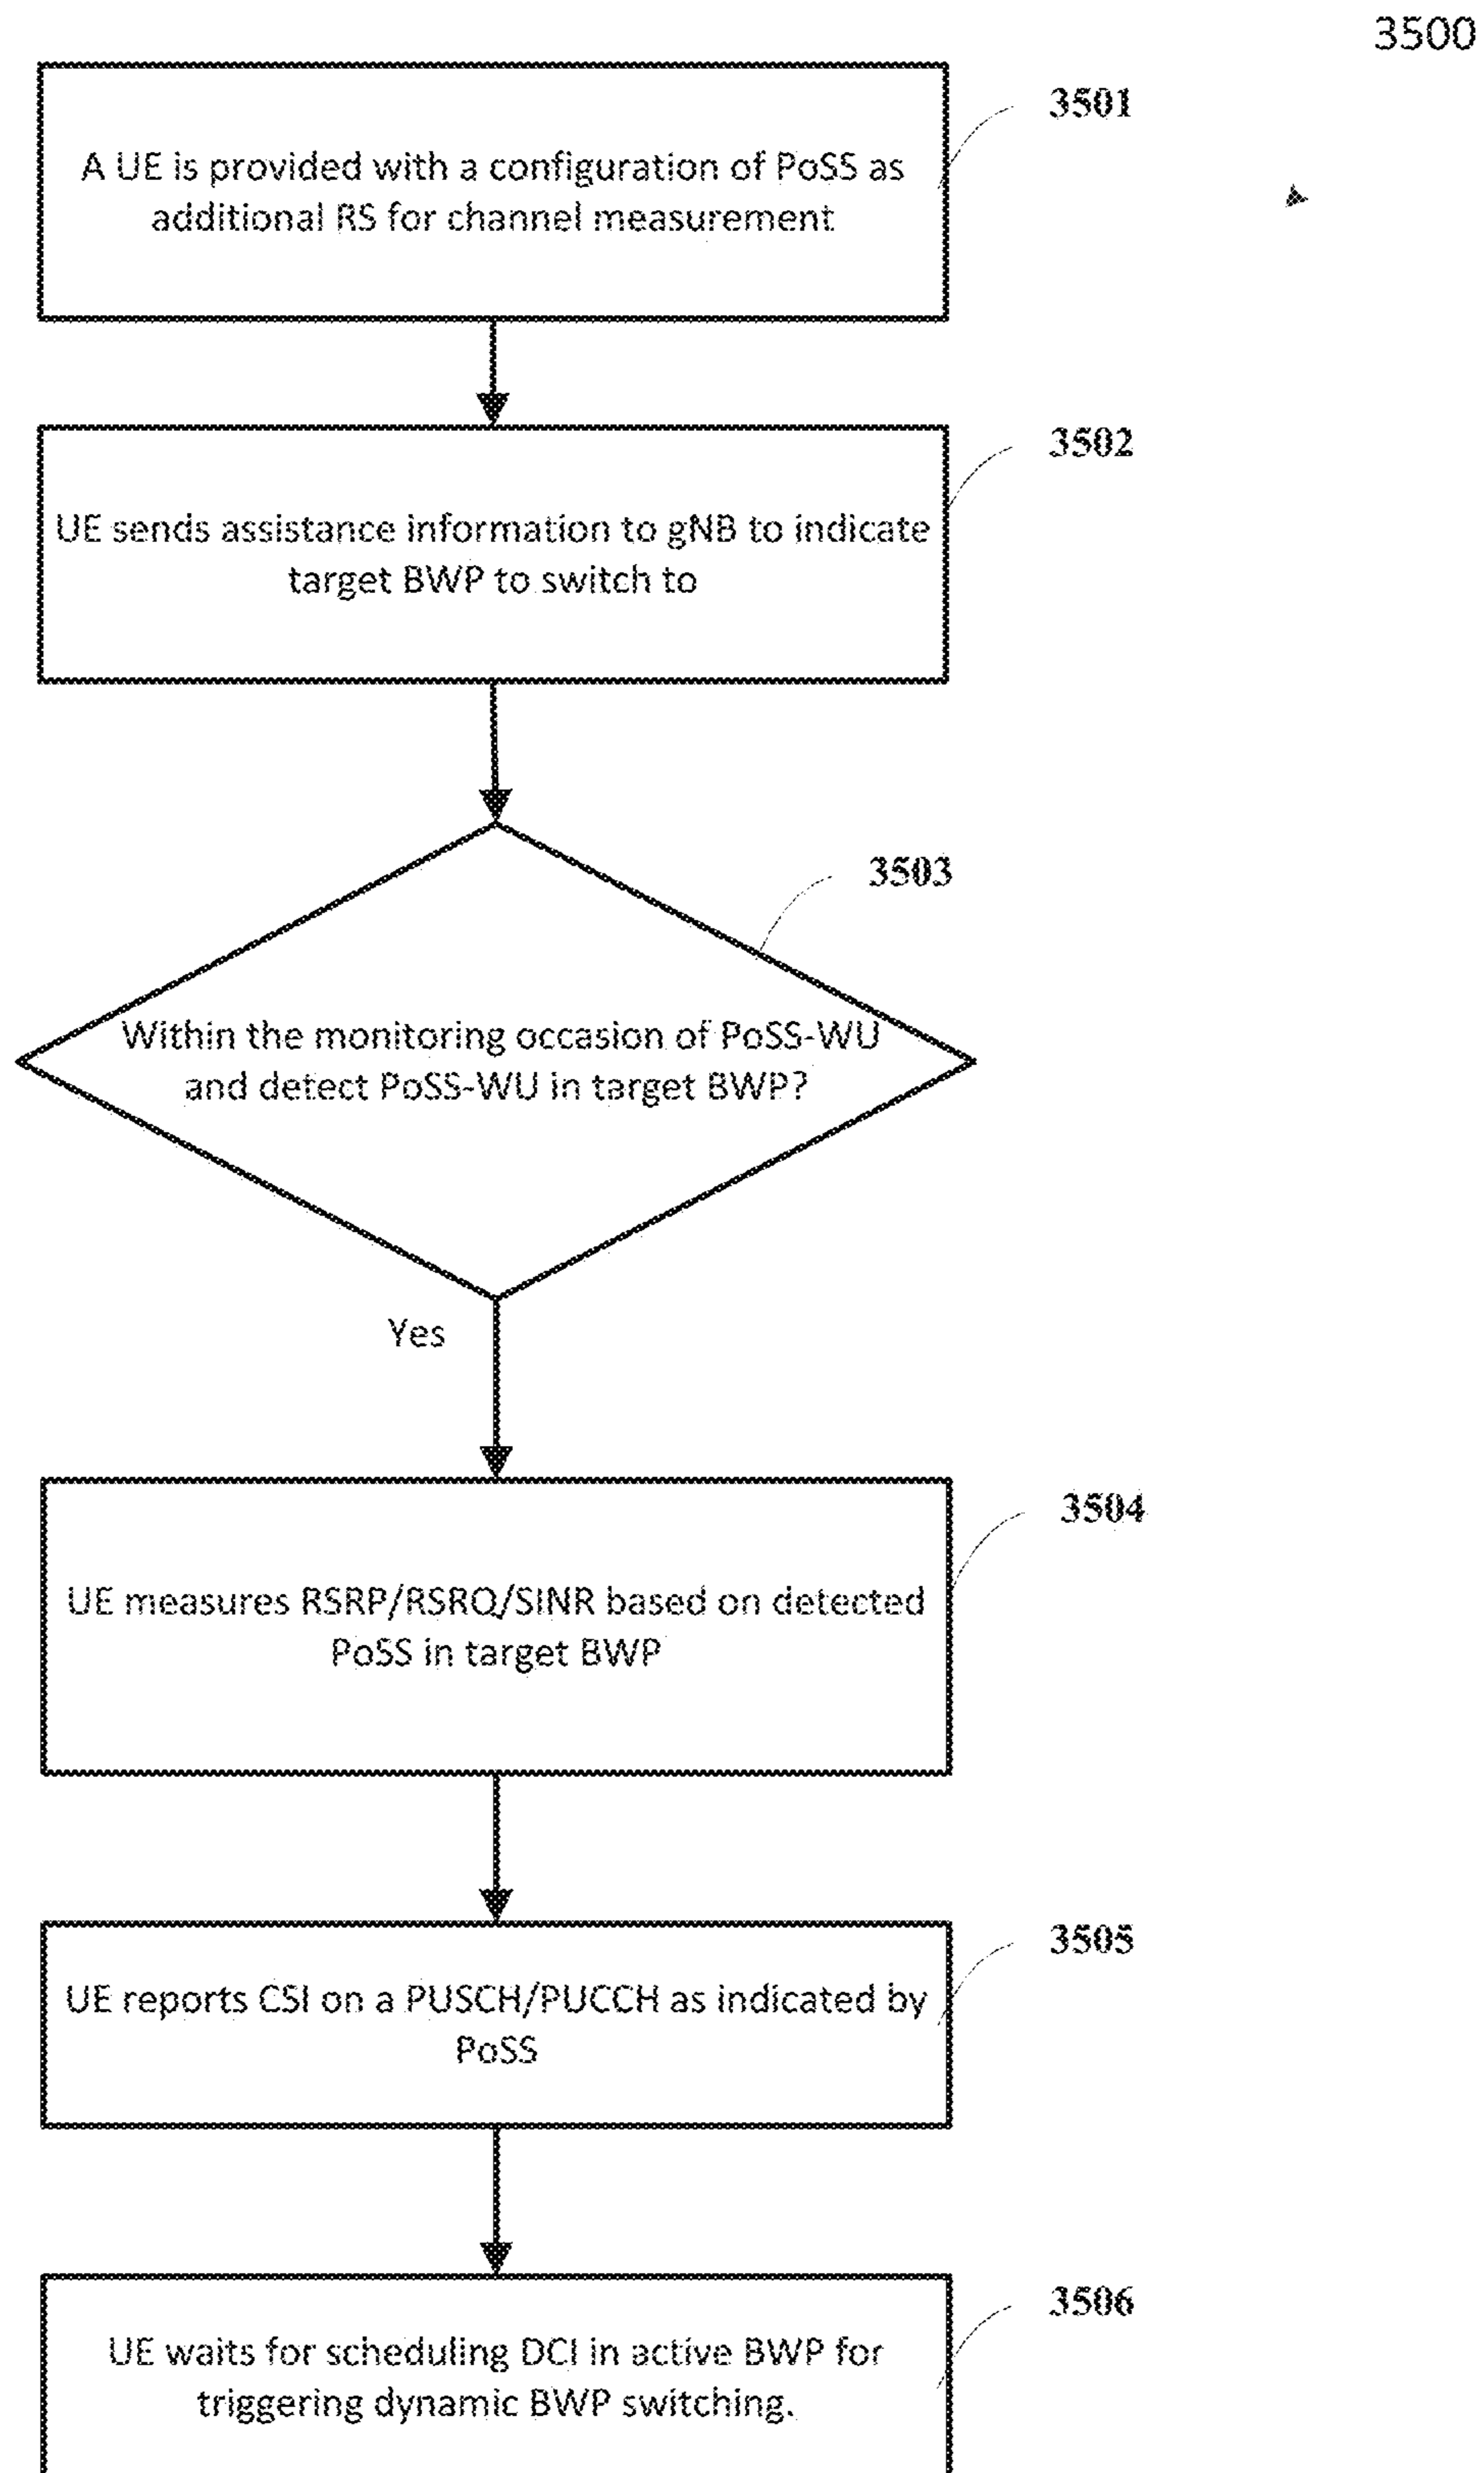 3500
3501
A UE is provided with a configuration of PoSS as
additional RS for channel measurement
3502
UE sends assistance information to gNB to indicate
target BWP to switch to
3503
Within the monitoring occasion of PoSS-WU
and detect PoSS-WU in target BWP?
Yes
3504
UE measures RSRP/RSRQ/SINR based on detected
PoSS in target BWP
3505
UE reports CSI on a PUSCH/PUCCH as indicated by
PoSS
3506
UE waits for scheduling DCI in active BWP for
triggering dynamic BWP switching.